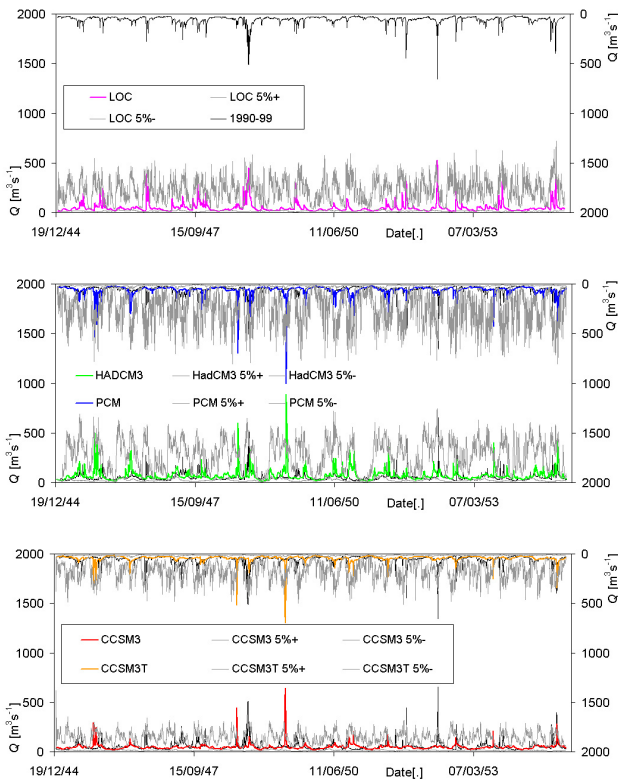 2000 0
1500 500
1000 1000
500 1500
0 2000
Q [m³s⁻¹]
Q [m³s⁻¹]
LOC LOC 5%+
LOC 5%- 1990-99
19/12/44 15/09/47 11/06/50 Date[.] 07/03/53
2000 0
1500 500
1000 1000
500 1500
0 2000
Q [m³s⁻¹]
Q [m³s⁻¹]
HADCM3 HadCM3 5%+ HadCM3 5%-
PCM PCM 5%+ PCM 5%-
19/12/44 15/09/47 11/06/50 Date[.] 07/03/53
2000 0
1500 500
1000 1000
500 1500
0 2000
Q [m³s⁻¹]
Q [m³s⁻¹]
CCSM3 CCSM3 5%+ CCSM3 5%-
CCSM3T CCSM3T 5%+ CCSM3T 5%-
19/12/44 15/09/47 11/06/50 Date[.] 07/03/53